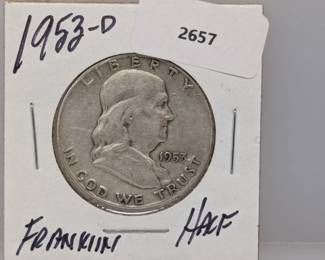 1953-D
2657
LIBERTY
1953
IN GOD WE TRUST
FRANKLIN HALF